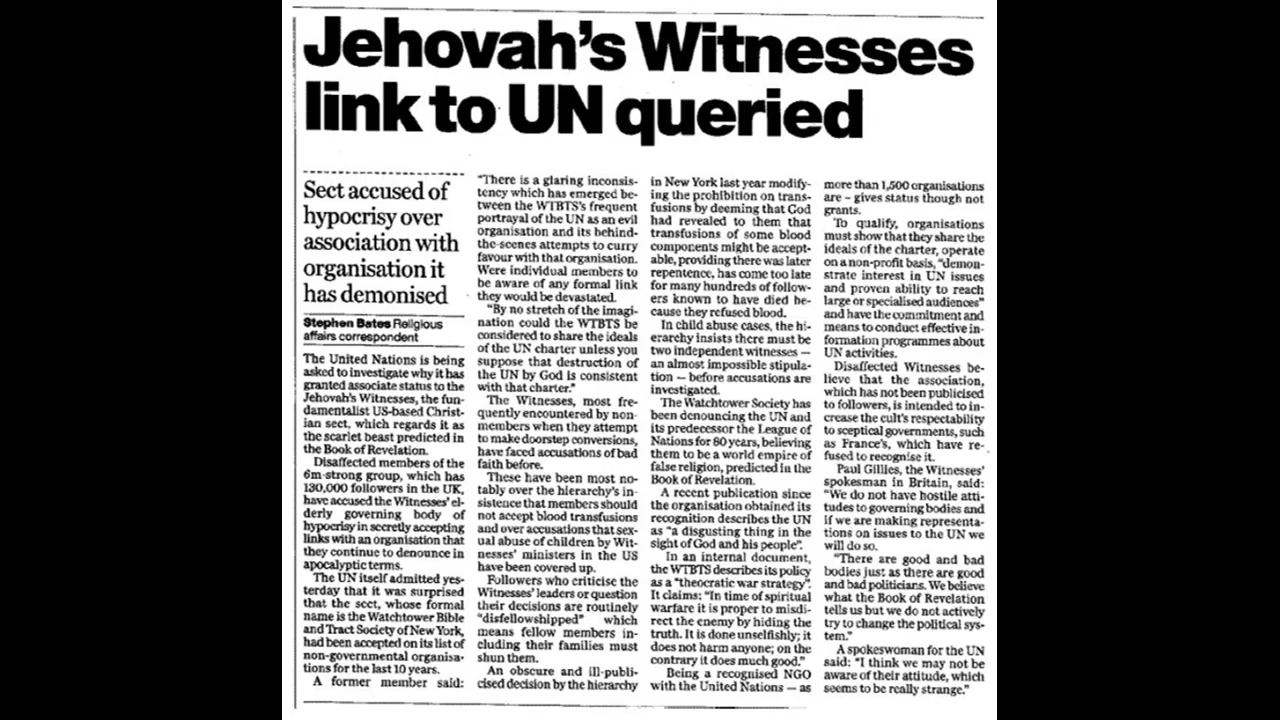 Jehovah's Witnesses
link to UN queried
Sect accused of
hypocrisy over
association with
organisation it
has demonised
Stephen Bates Religious
affairs correspondent
The United Nations is being
asked to investigate why it has
granted associate status to the
Jehovah's Witnesses, the fun-
damentalist US-based Christ-
ian sect, which regards it as
the scarlet beast predicted in
the Book of Revelation.
Disaffected members of the
6m-strong group, which has
130,000 followers in the UK,
have accused the Witnesses' el-
derly governing body of
hypocrisy in secretly accepting
links with an organisation that
they continue to denounce in
apocalyptic terms.
The UN itself admitted yes-
terday that it was surprised
that the sect, whose formal
name is the Watchtower Bible
and Tract Society of New York,
had been accepted on its list of
non-governmental organisa-
tions for the last 10 years.
A former member said:
"There is a glaring inconsis-
tency which has emerged be-
tween the WTBTS's frequent
portrayal of the UN as an evil
organisation and its behind-
the-scenes attempts to curry
favour with that organisation.
Were individual members to
be aware of any formal link
they would be devastated.
"By no stretch of the imagi-
nation could the WTBTS be
considered to share the ideals
of the UN charter unless you
suppose that destruction of
the UN by God is consistent
with that charter."
The Witnesses, most fre-
quently encountered by non-
members when they attempt
to make doorstep conversions,
have faced accusations of bad
faith before.
These have been most no-
tably over the hierarchy's in-
sistence that members should
not accept blood transfusions
and over accusations that sex-
ual abuse of children by Wit-
nesses' ministers in the US
have been covered up.
Followers who criticise the
Witnesses' leaders or question
their decisions are routinely
"disfellowshipped" which
means fellow members in-
cluding their families must
shun them.
An obscure and ill-publi-
cised decision by the hierarchy
in New York last year modify-
ing the prohibition on trans-
fusions by deeming that God
had revealed to them that
transfusions of some blood
components might be accept-
able, providing there was later
repentence, has come too late
for many hundreds of follow-
ers known to have died be-
cause they refused blood.
In child abuse cases, the hi-
erarchy insists there must be
two independent witnesses —
an almost impossible stipula-
tion — before accusations are
investigated.
The Watchtower Society has
been denouncing the UN and
its predecessor the League of
Nations for 80 years, believing
them to be a world empire of
false religion, predicted in the
Book of Revelation.
A recent publication since
the organisation obtained its
recognition describes the UN
as "a disgusting thing in the
sight of God and his people".
In an internal document,
the WTBTS describes its policy
as a "theocratic war strategy".
It claims: "In time of spiritual
warfare it is proper to misdi-
rect the enemy by hiding the
truth. It is done unselfishly; it
does not harm anyone; on the
contrary it does much good."
Being a recognised NGO
with the United Nations — as
more than 1,500 organisations
are – gives status though not
grants.
To qualify, organisations
must show that they share the
ideals of the charter, operate
on a non-profit basis, "demon-
strate interest in UN issues
and proven ability to reach
large or specialised audiences"
and have the commitment and
means to conduct effective in-
formation programmes about
UN activities.
Disaffected Witnesses be-
lieve that the association,
which has not been publicised
to followers, is intended to in-
crease the cult's respectability
to sceptical governments, such
as France's, which have re-
fused to recognise it.
Paul Gillies, the Witnesses'
spokesman in Britain, said:
"We do not have hostile atti-
tudes to governing bodies and
if we are making representa-
tions on issues to the UN we
will do so.
"There are good and bad
bodies just as there are good
and bad politicians. We believe
what the Book of Revelation
tells us but we do not actively
try to change the political sys-
tem."
A spokeswoman for the UN
said: "I think we may not be
aware of their attitude, which
seems to be really strange."